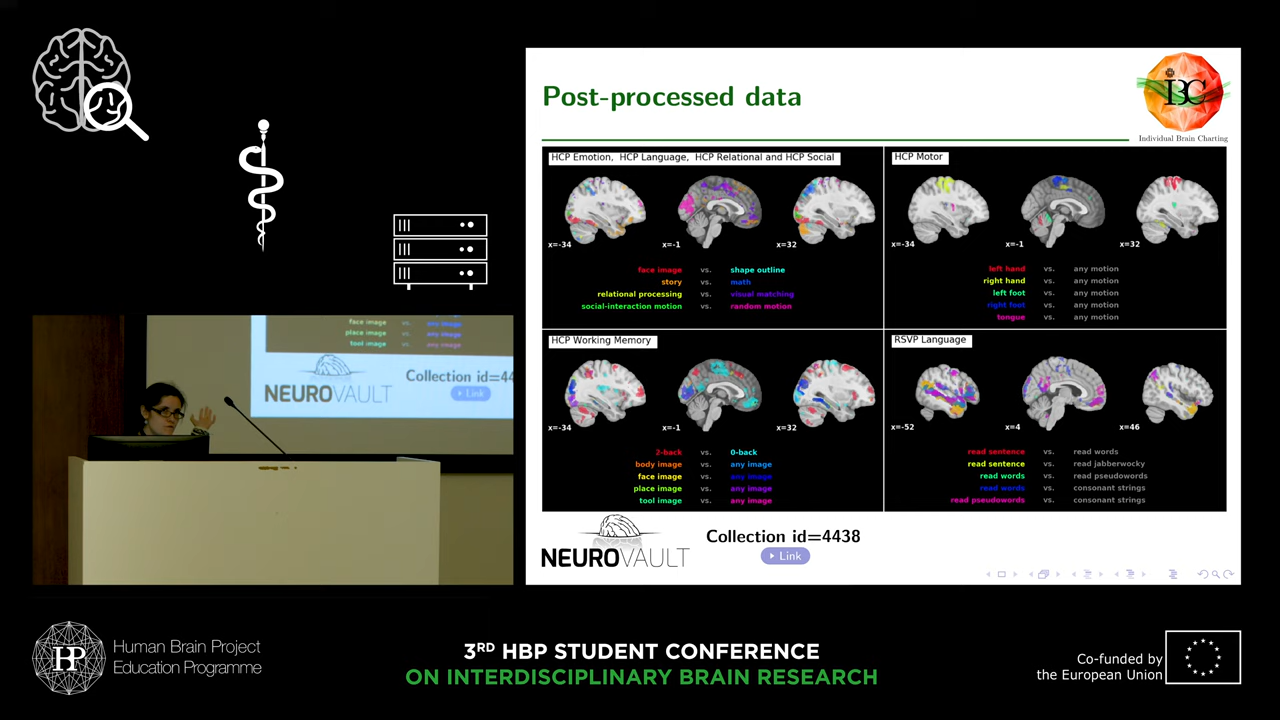 Post-processed data
IBC
Individual Brain Charting
HCP Emotion, HCP Language, HCP Relational and HCP Social
x=-34
x=-1
x=32
face image vs. shape outline
story vs. math
relational processing vs. visual matching
social-interaction motion vs. random motion
HCP Motor
x=-34
x=-1
x=32
left hand vs. any motion
right hand vs. any motion
left foot vs. any motion
right foot vs. any motion
tongue vs. any motion
HCP Working Memory
x=-34
x=-1
x=32
2-back vs. 0-back
body image vs. any image
face image vs. any image
place image vs. any image
tool image vs. any image
RSVP Language
x=-52
x=4
x=46
read sentence vs. read words
read sentence vs. read jabberwocky
read words vs. read pseudowords
read words vs. consonant strings
read pseudowords vs. consonant strings
NEUROVAULT
Collection id=4438
Link
face image vs. any image
place image vs. any image
tool image vs. any image
NEUROVAULT
Collection id=44
Link
HP
Human Brain Project
Education Programme
3RD HBP STUDENT CONFERENCE
ON INTERDISCIPLINARY BRAIN RESEARCH
Co-funded by
the European Union